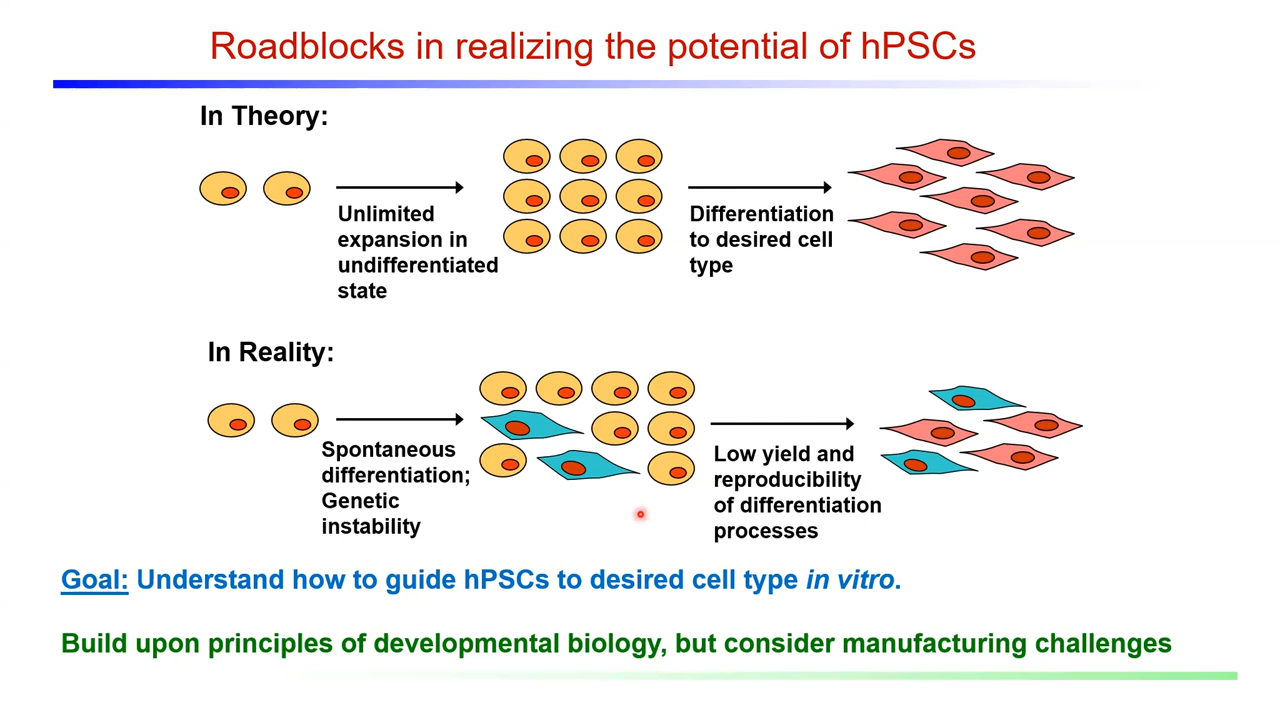 Roadblocks in realizing the potential of hPSCs
In Theory:
Unlimited
expansion in
undifferentiated
state
Differentiation
to desired cell
type
In Reality:
Spontaneous
differentiation;
Genetic
instability
Low yield and
reproducibility
of differentiation
processes
Goal: Understand how to guide hPSCs to desired cell type in vitro.
Build upon principles of developmental biology, but consider manufacturing challenges